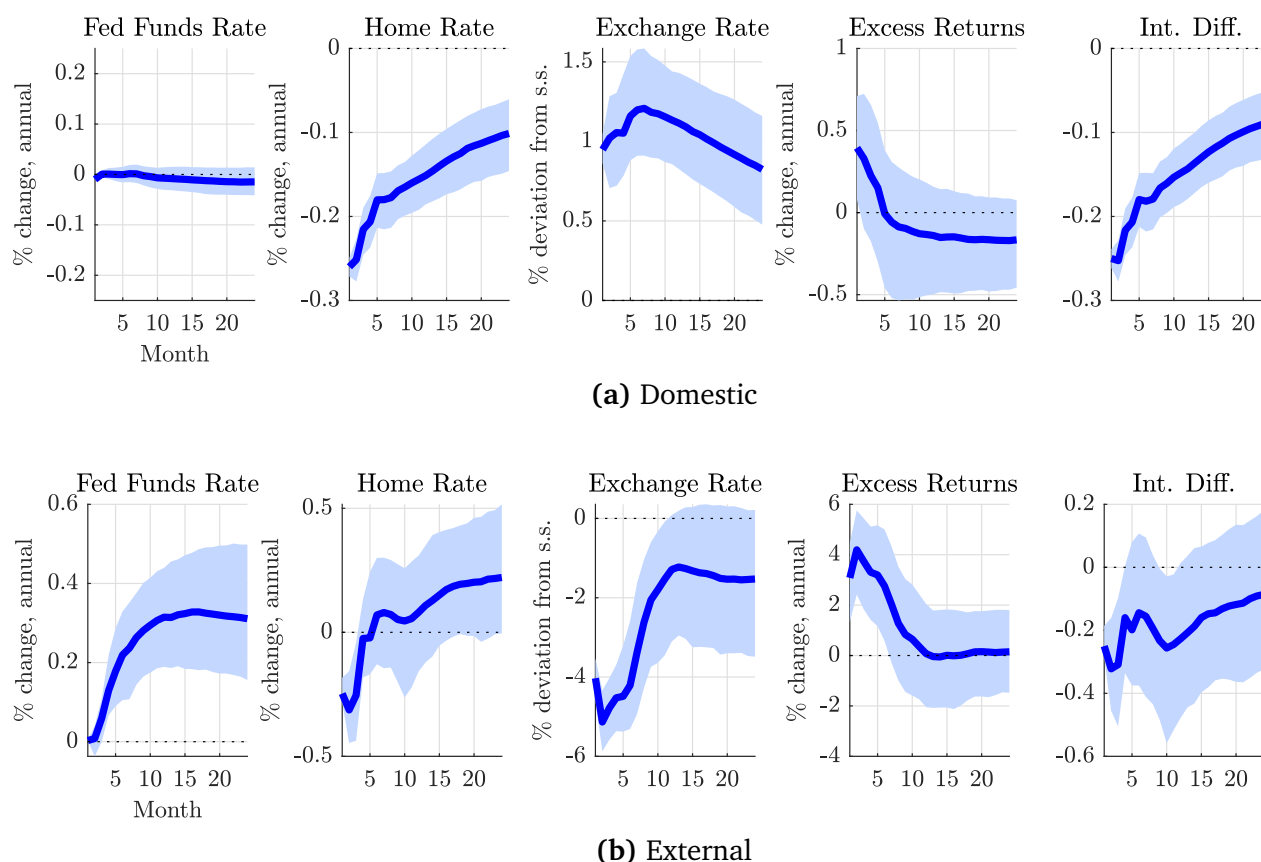 Fed Funds Rate Home Rate Exchange Rate Excess Returns Int. Diff.
% change, annual
0.2
0.1
0
-0.1
-0.2
5 10 15 20
Month
% change, annual
0
-0.1
-0.2
-0.3
5 10 15 20
% deviation from s.s.
1.5
1
0.5
0
5 10 15 20
% change, annual
1
0.5
0
-0.5
5 10 15 20
0
-0.1
-0.2
-0.3
5 10 15 20
(a) Domestic
Fed Funds Rate Home Rate Exchange Rate Excess Returns Int. Diff.
% change, annual
0.6
0.4
0.2
0
5 10 15 20
Month
% change, annual
0.5
0
-0.5
5 10 15 20
% deviation from s.s.
0
-2
-4
-6
5 10 15 20
% change, annual
6
4
2
0
-2
-4
5 10 15 20
0.2
0
-0.2
-0.4
-0.6
5 10 15 20
(b) External